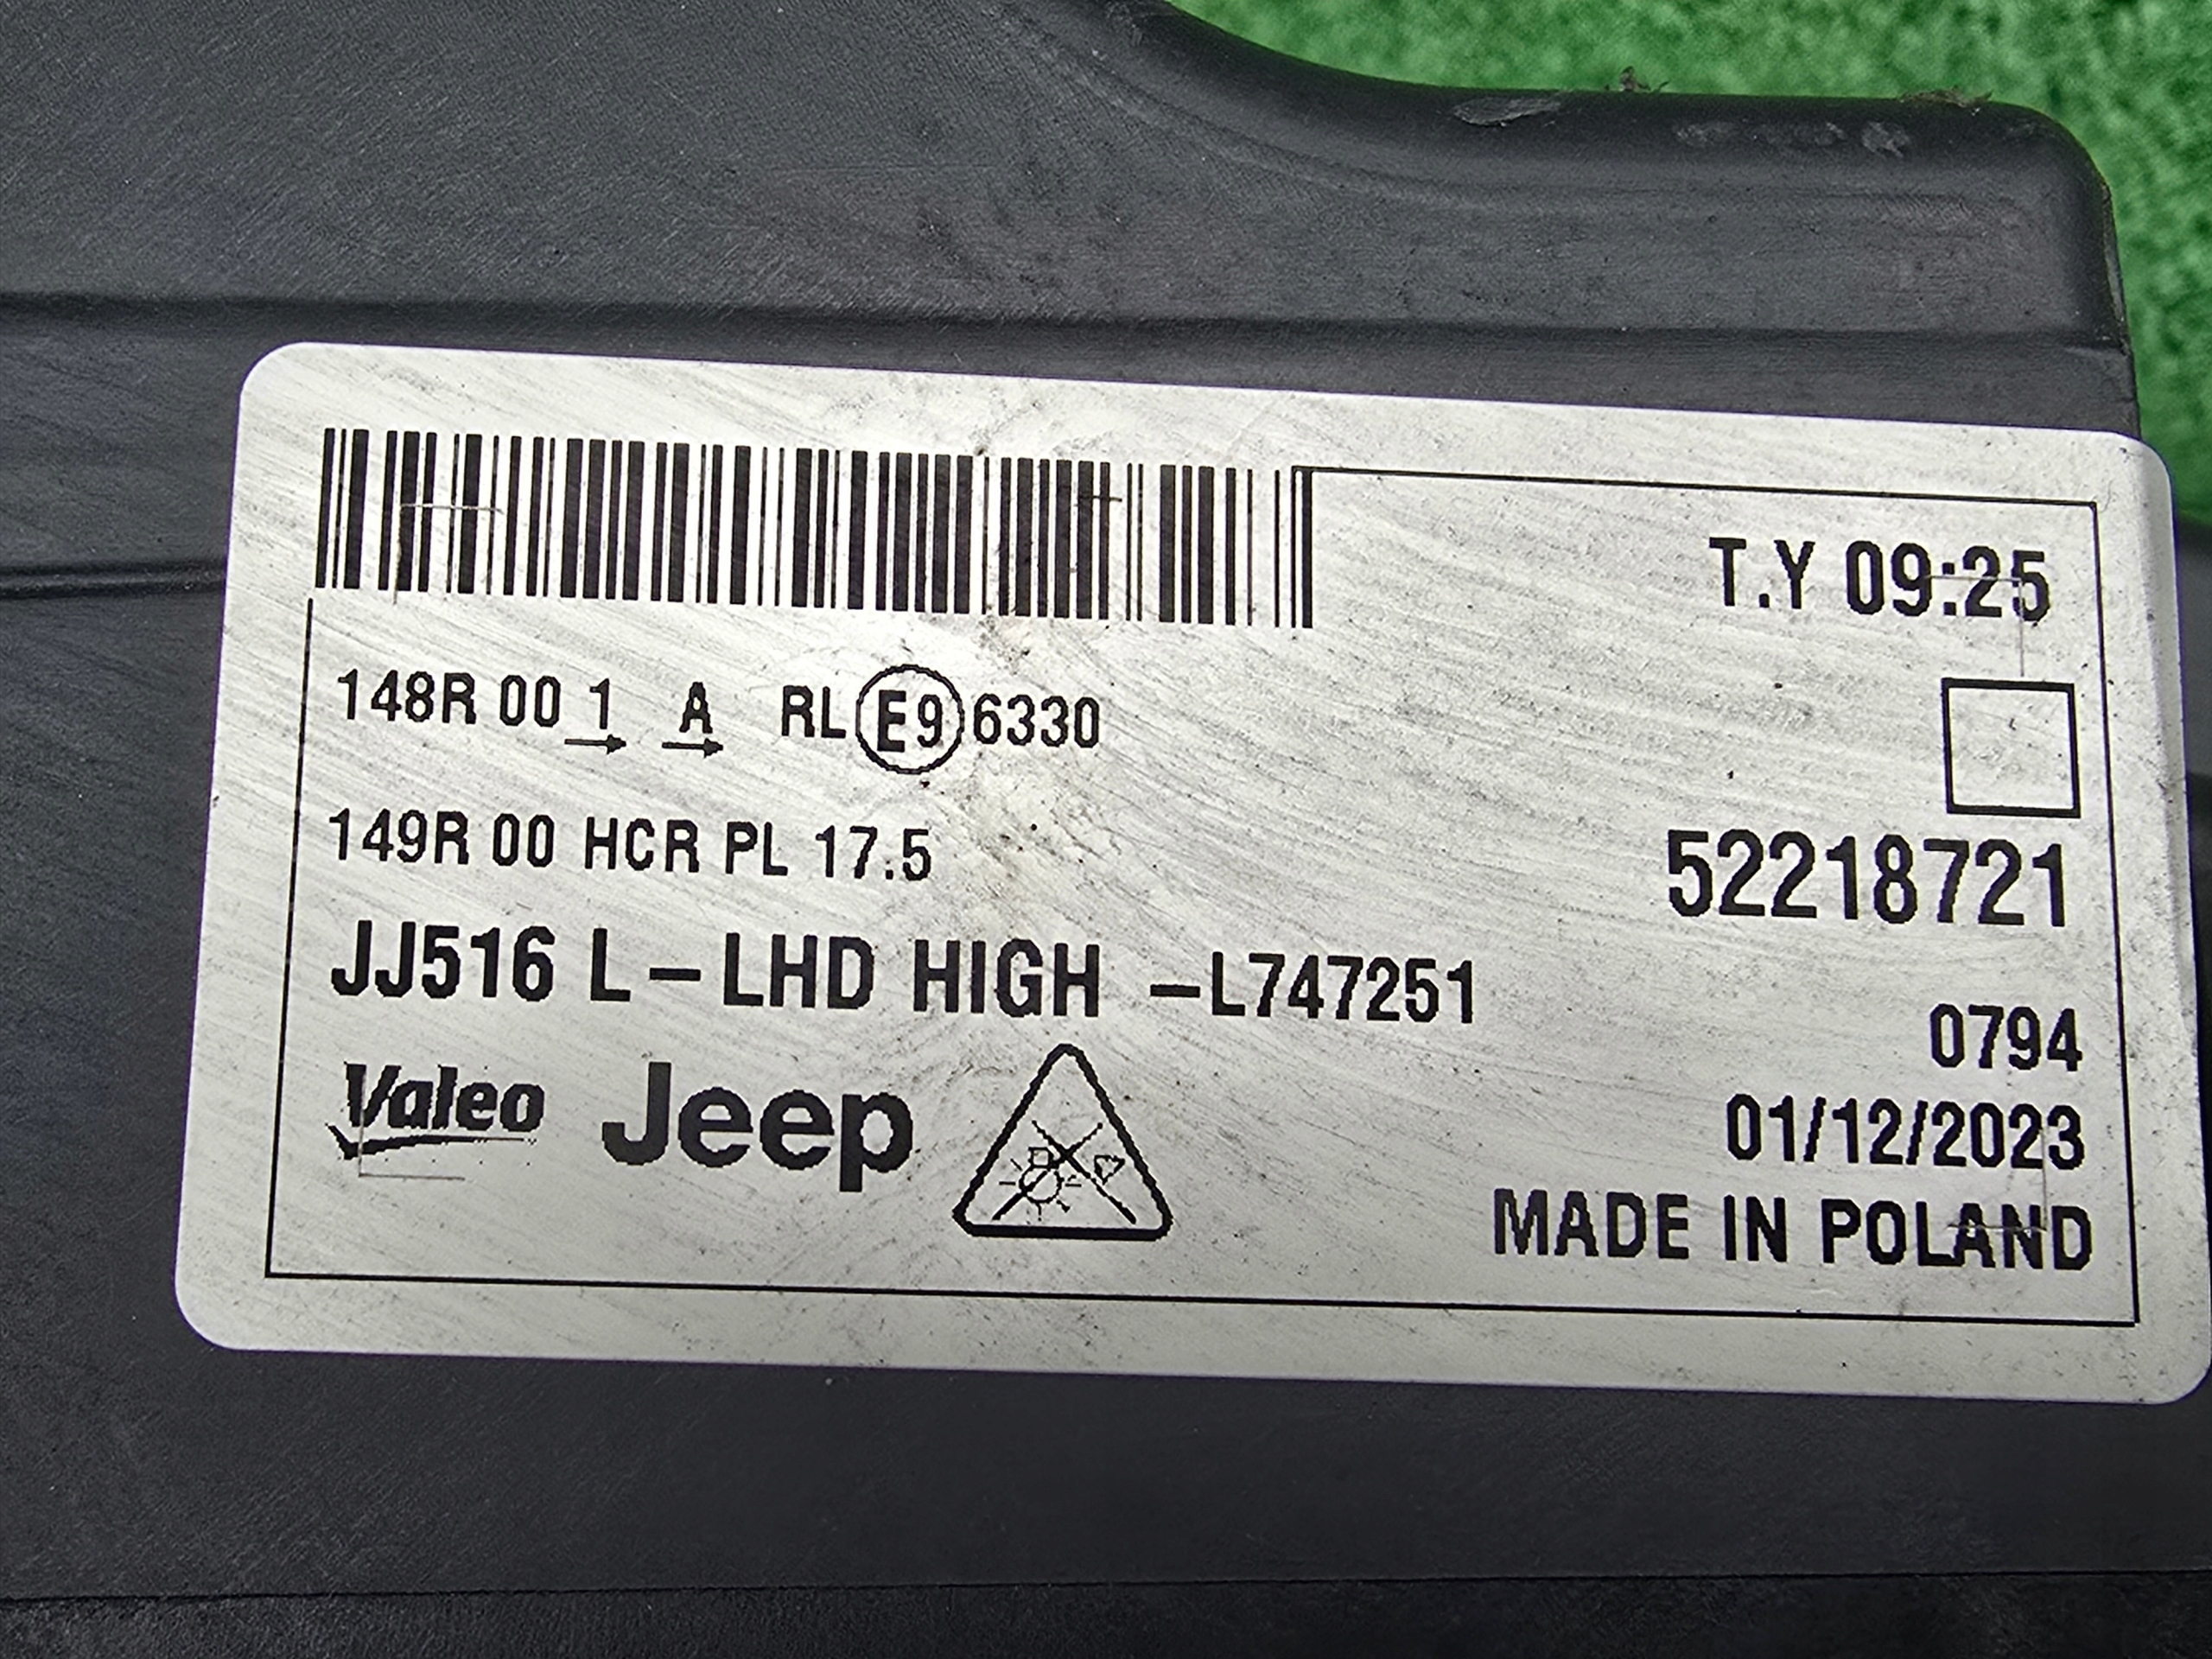 T.Y 09:25
148R 00 1 A RL E9 6330
149R 00 HCR PL 17.5
52218721
JJ516 L-LHD HIGH -L747251
0794
Valeo Jeep
01/12/2023
MADE IN POLAND